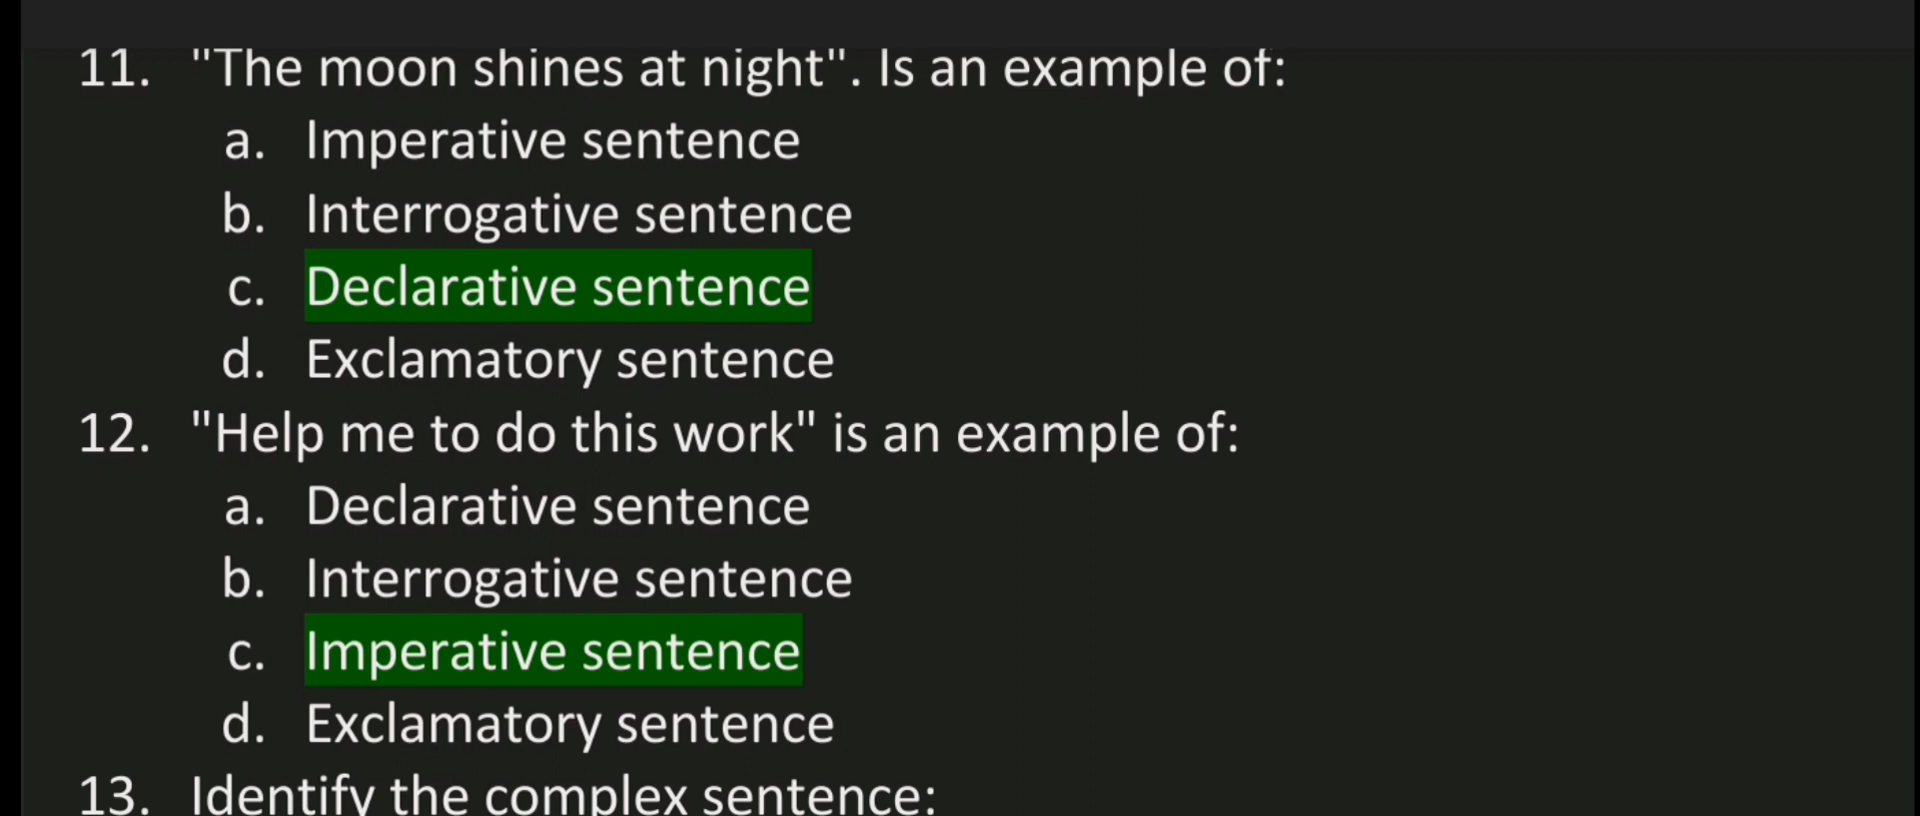 11. "The moon shines at night". Is an example of:
a. Imperative sentence
b. Interrogative sentence
c. Declarative sentence
d. Exclamatory sentence
12. "Help me to do this work" is an example of:
a. Declarative sentence
b. Interrogative sentence
c. Imperative sentence
d. Exclamatory sentence
13. Identify the complex sentence: